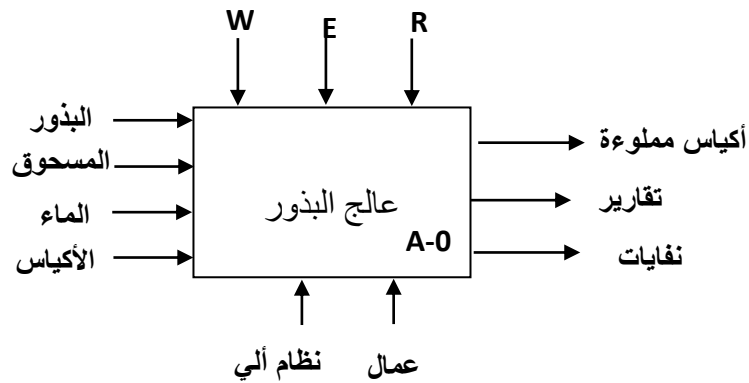 W E R
البذور
أكياس مملوءة
المسحوق
عالج البذور
تقارير
الماء
A-0
نفايات
الأكياس
نظام ألي
عمال